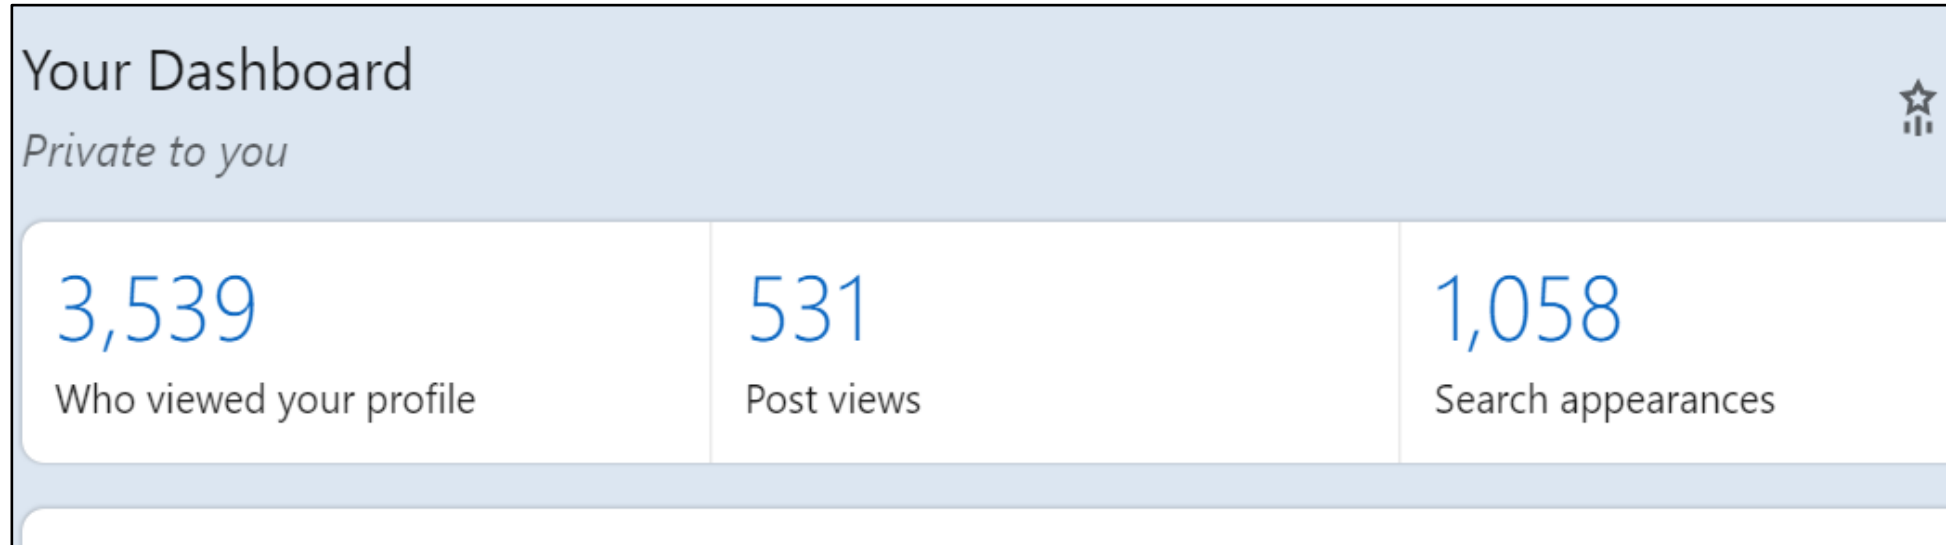 Your Dashboard
Private to you
3,539
531
1,058
Who viewed your profile
Post views
Search appearances